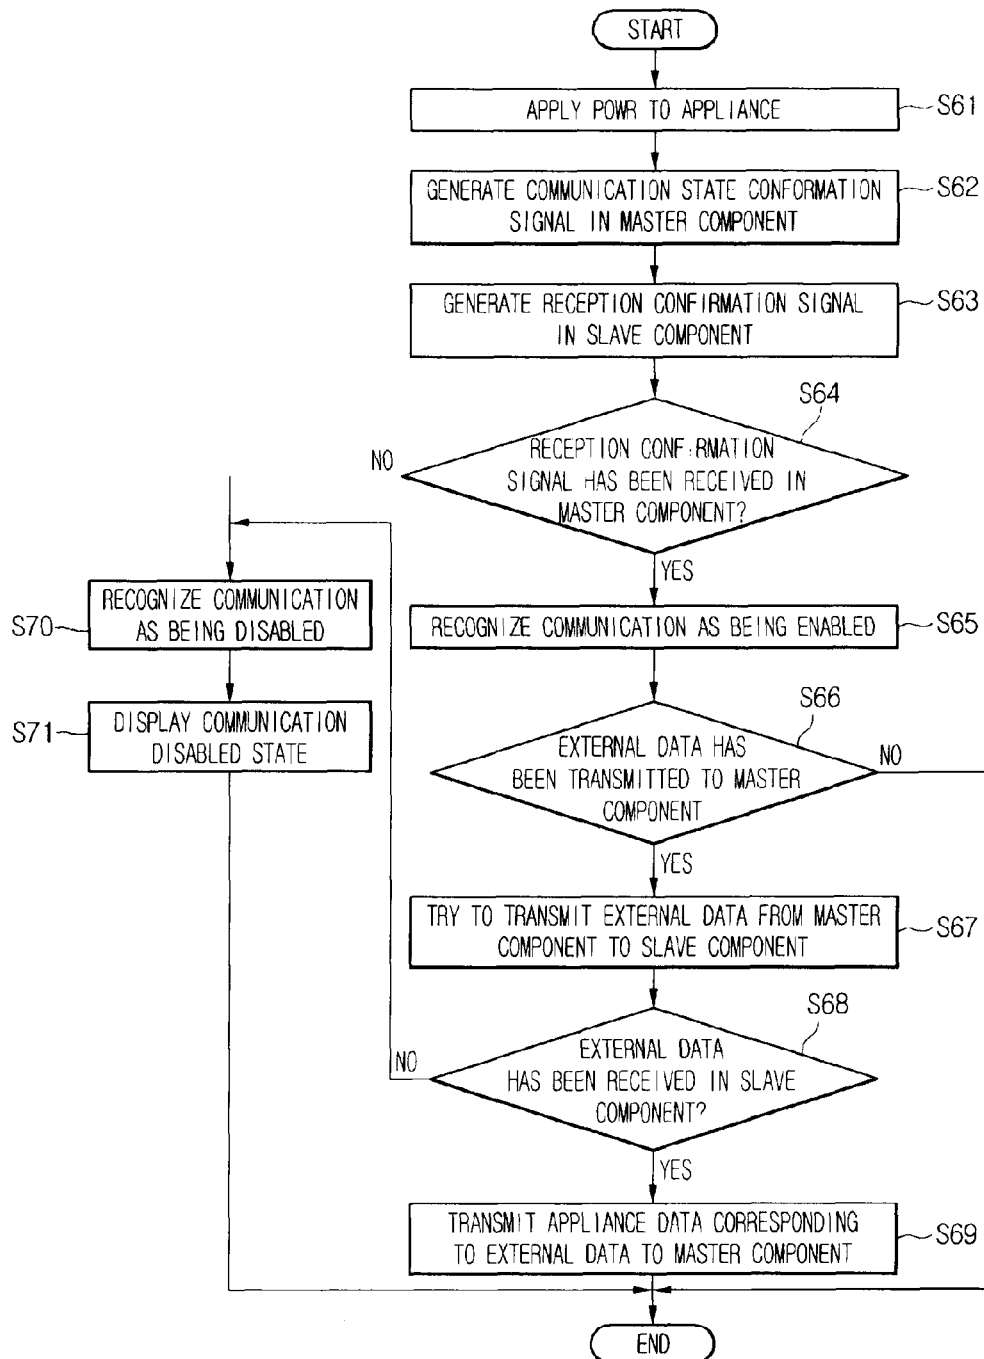 START
APPLY POWR TO APPLIANCE
S61
GENERATE COMMUNICATION STATE CONFORMATION
SIGNAL IN MASTER COMPONENT
S62
GENERATE RECEPTION CONFIRMATION SIGNAL
IN SLAVE COMPONENT
S63
S64
NO
RECEPTION CONFIRMATION
SIGNAL HAS BEEN RECEIVED IN
MASTER COMPONENT?
YES
RECOGNIZE COMMUNICATION
AS BEING DISABLED
S70
RECOGNIZE COMMUNICATION AS BEING ENABLED
S65
DISPLAY COMMUNICATION
DISABLED STATE
S71
S66
EXTERNAL DATA HAS
BEEN TRANSMITTED TO MASTER
COMPONENT
NO
YES
TRY TO TRANSMIT EXTERNAL DATA FROM MASTER
COMPONENT TO SLAVE COMPONENT
S67
S68
NO
EXTERNAL DATA
HAS BEEN RECEIVED IN SLAVE
COMPONENT?
YES
TRANSMIT APPLIANCE DATA CORRESPONDING
TO EXTERNAL DATA TO MASTER COMPONENT
S69
END